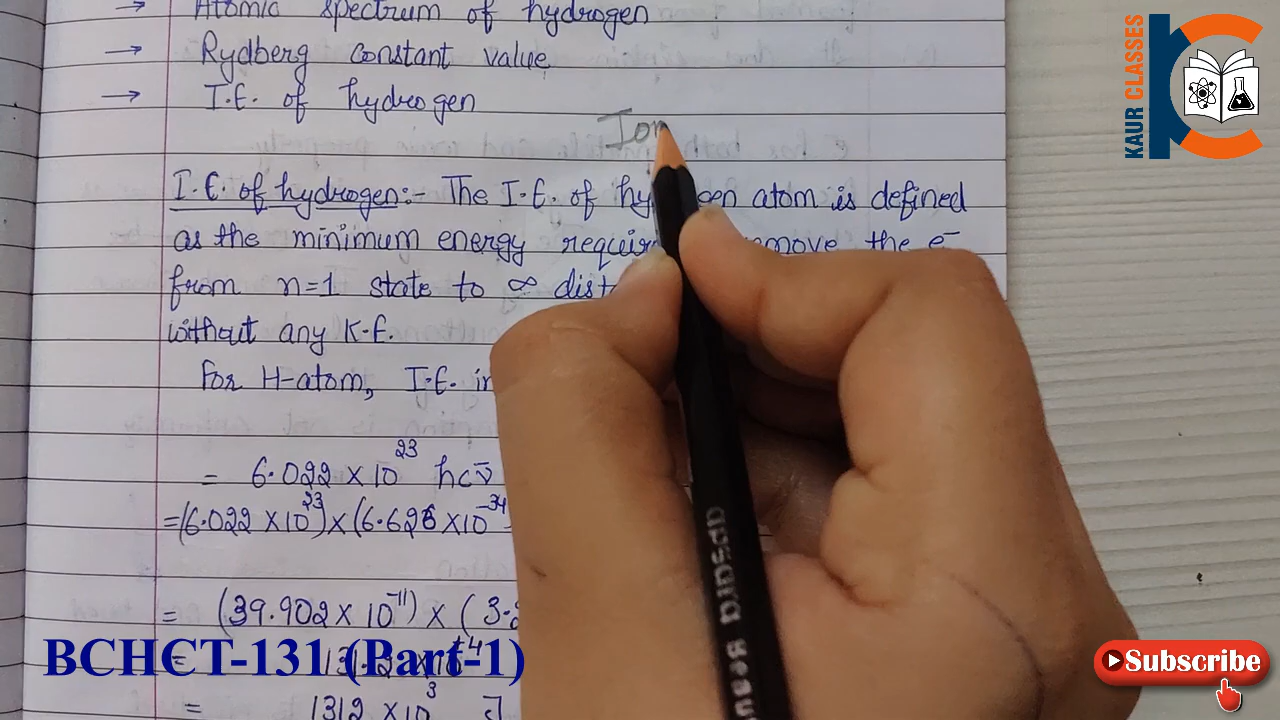 → Atomic spectrum of hydrogen
→ Rydberg constant value
→ I.E. of hydrogen
Ion
I.E. of hydrogen:- The I.E. of hy gen atom is defined
as the minimum energy requir the e⁻
from n=1 state to ∞ dist
without any K.E.
For H-atom, I.E. in
= 6.022 × 10²³ hcν̄
=(6.022 ×10²³)×(6.626 ×10⁻³⁴
= (39.902 × 10⁻¹¹) × (3.
=
= 1312 × 10³ J
BCHCT-131 (Part-1)
KAUR CLASSES
apsara
Subscribe